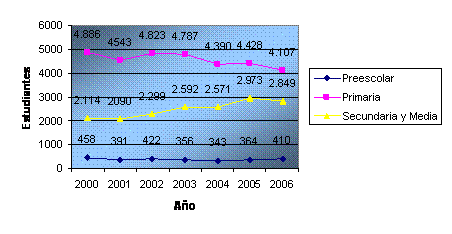 6000
5000
4000
3000
2000
1000
0
Estudiantes
4.886 4543 4.823 4.787 4.390 4.428 4.107
2.114 2090 2.299 2.592 2.571 2.973 2.849
458 391 422 356 343 364 410
2000 2001 2002 2003 2004 2005 2006
Año
Preescolar
Primaria
Secundaria y Media